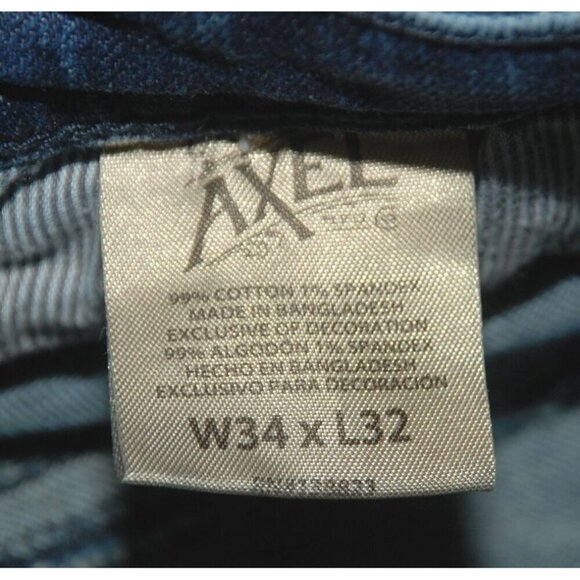 AXEL
99% COTTON 1% SPANDEX
MADE IN BANGLADESH
EXCLUSIVE OF DECORATION
99% ALGODÓN 1% SPANDEX
HECHO EN BANGLADESH
EXCLUSIVO PARA DECORACION
W34 x L32